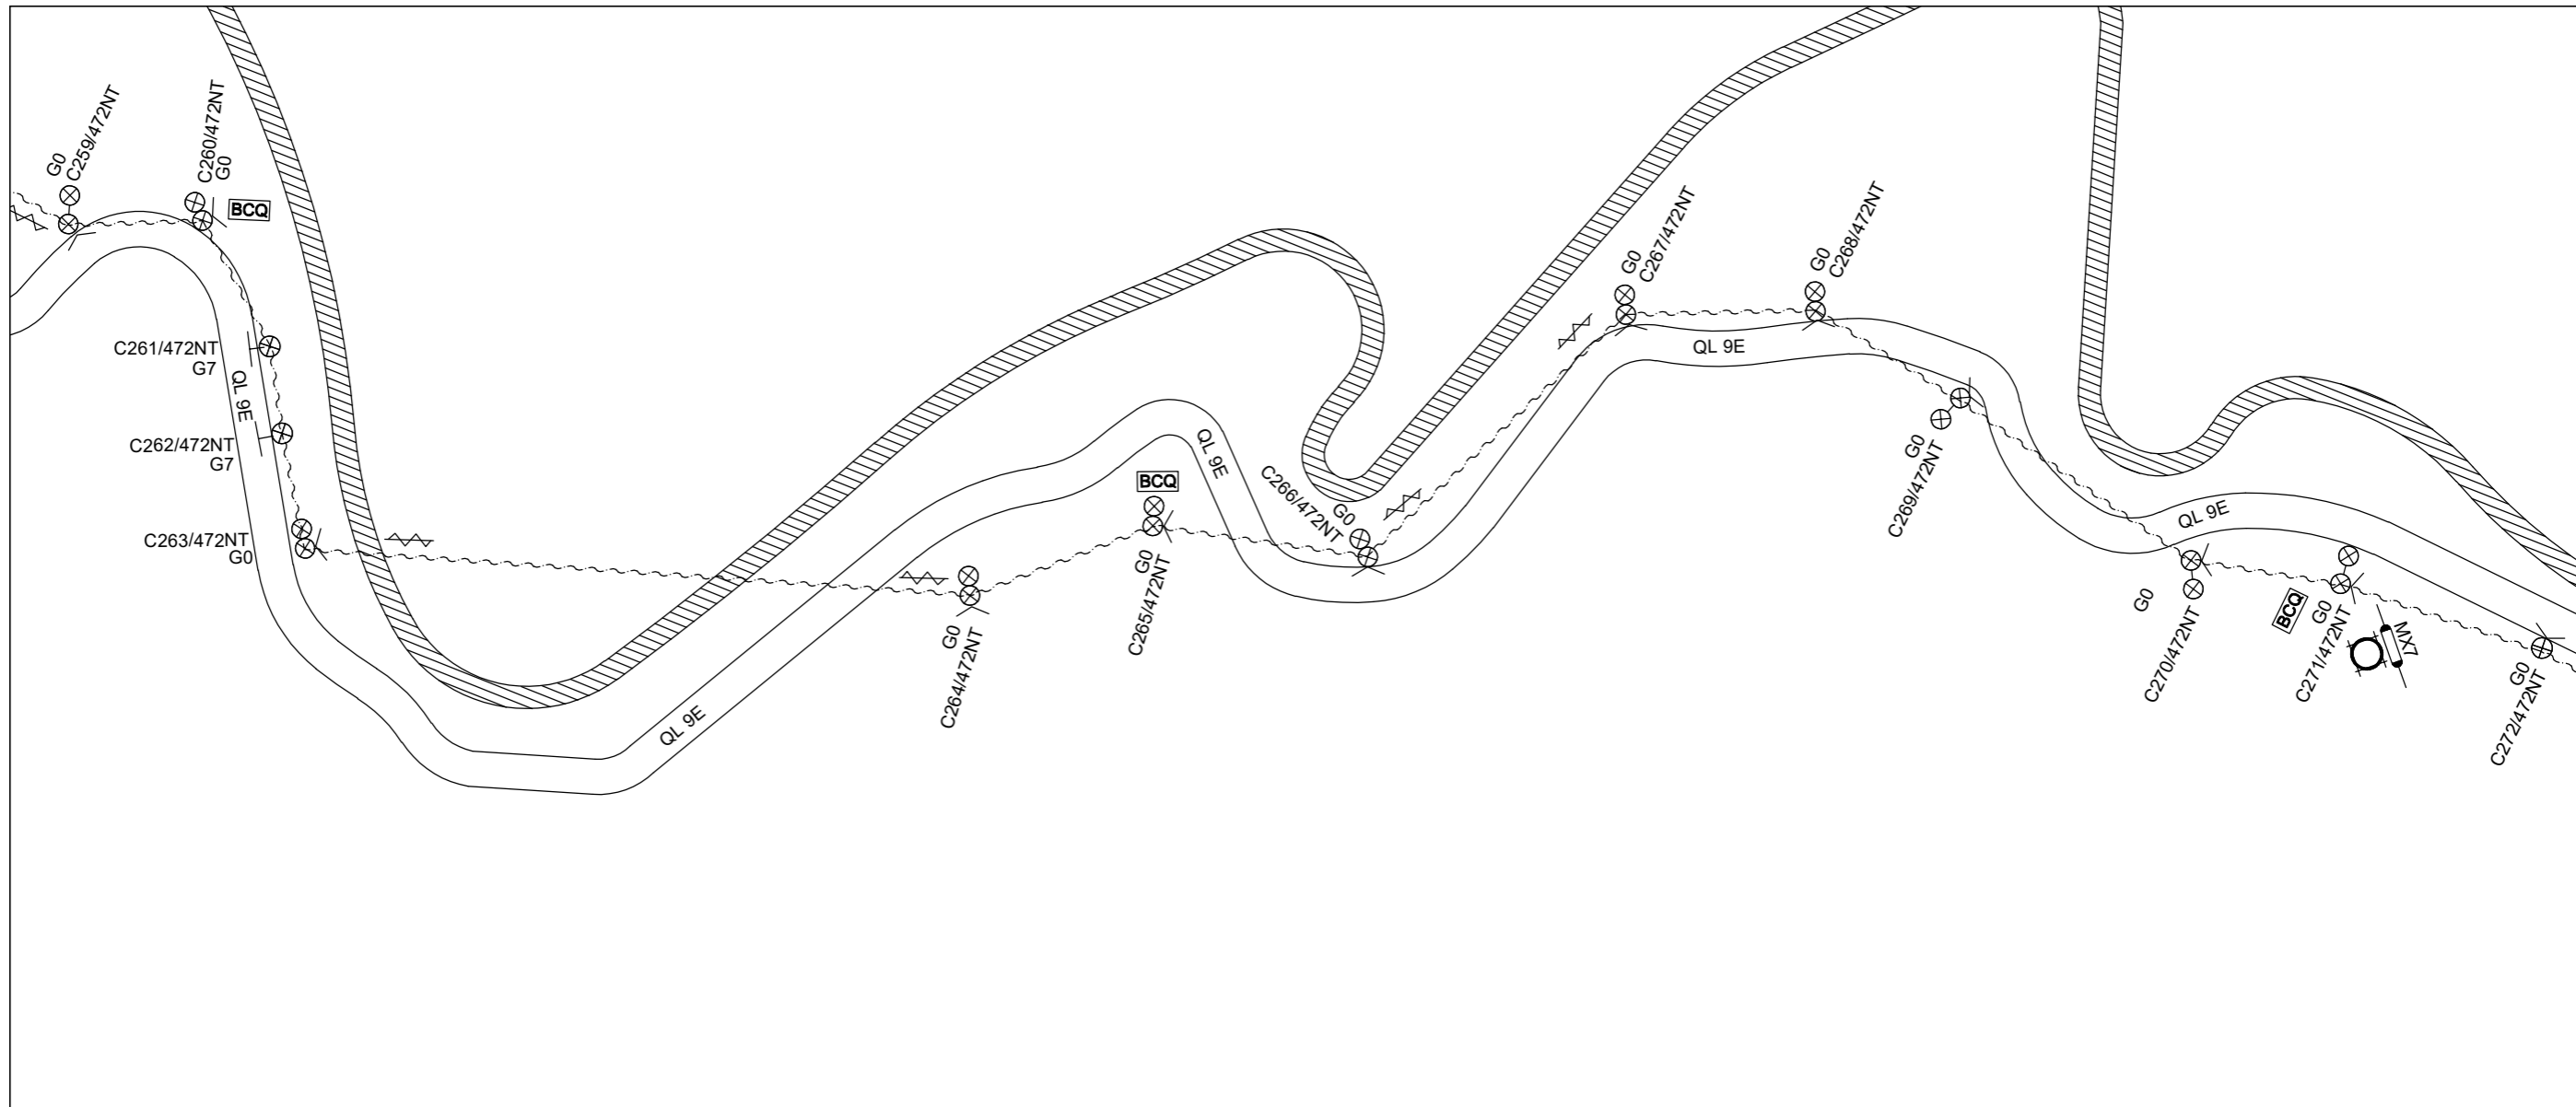 G0
C259/472NT
C260/472NT
G0
BCQ
C261/472NT
G7
QL 9E
C262/472NT
G7
C263/472NT
G0
QL 9E
G0
C264/472NT
BCQ
G0
C265/472NT
QL 9E
G0
C266/472NT
G0
C267/472NT
QL 9E
G0
C268/472NT
G0
C269/472NT
QL 9E
G0
C270/472NT
BCQ
G0
C271/472NT
MX7
G0
C272/472NT